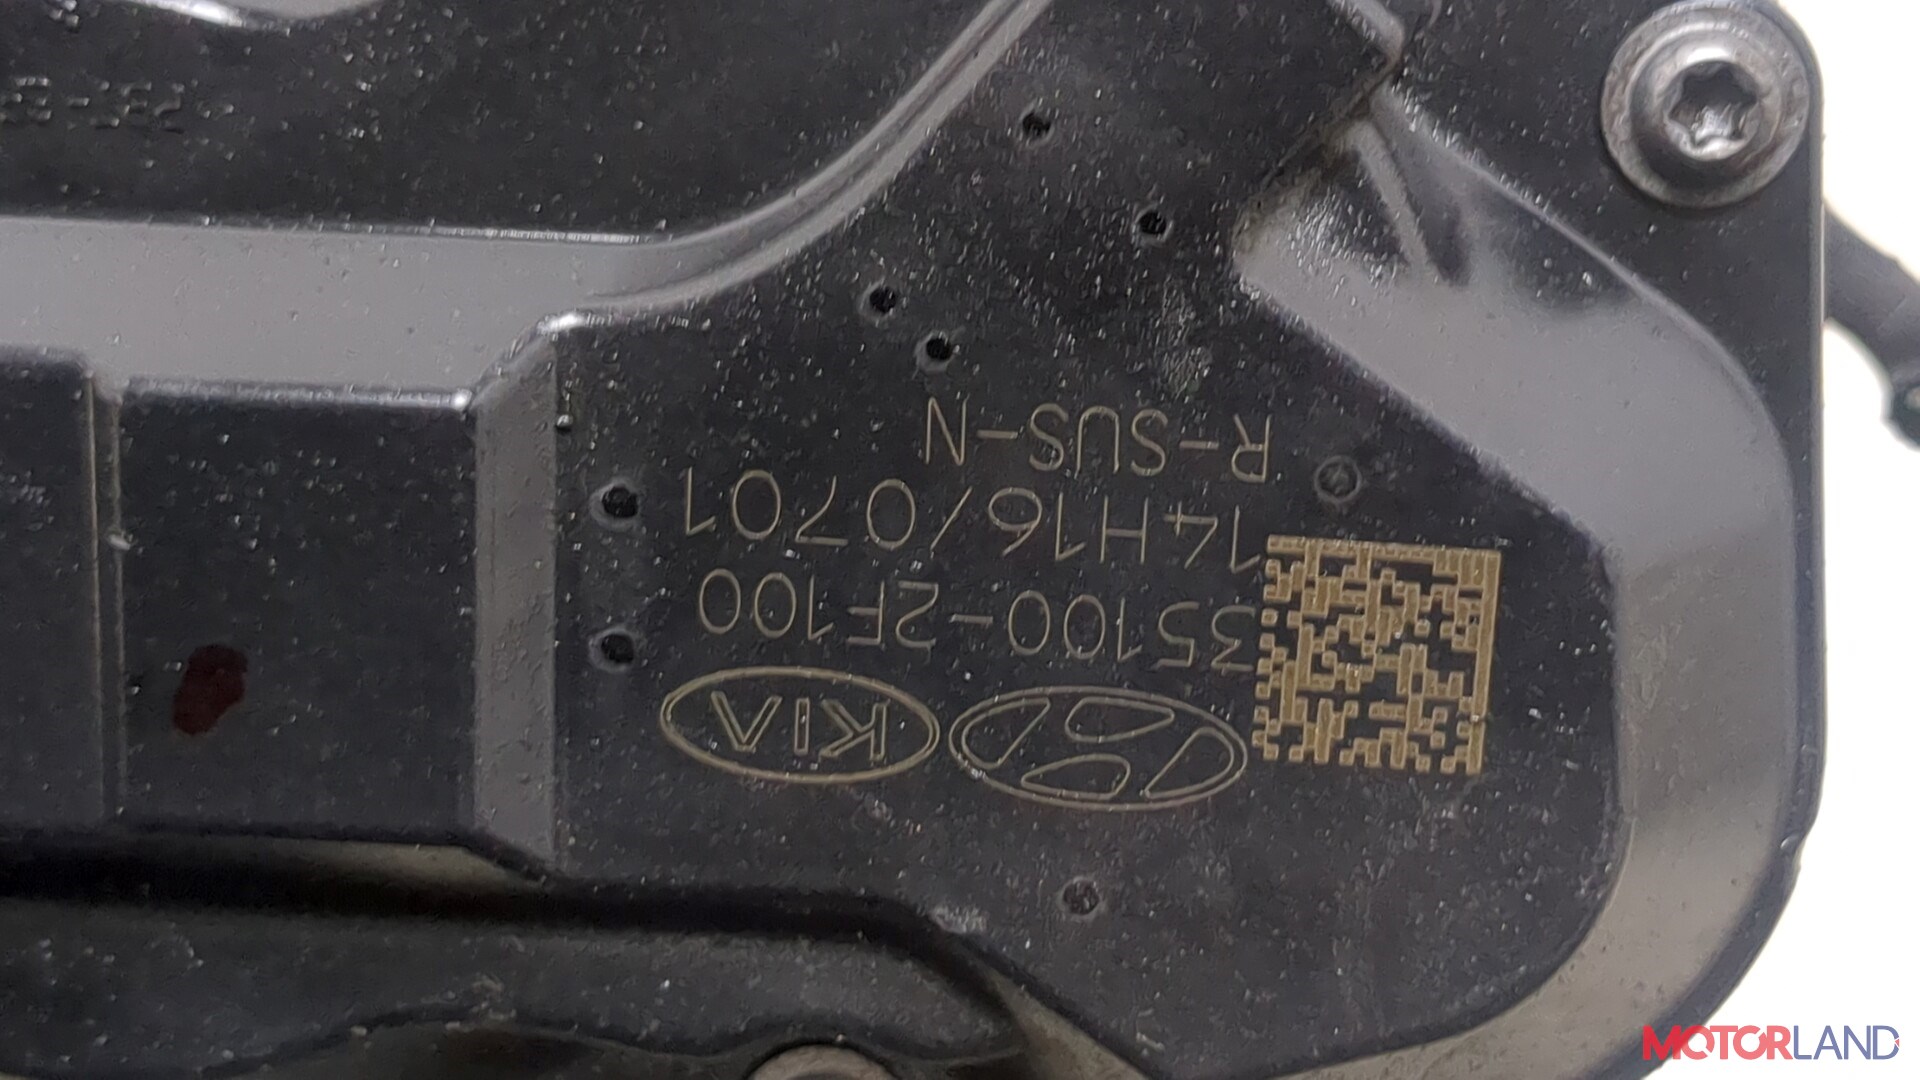 KIA
35100-2F100
14H16/0701
R-SUS-N
MOTORLAND